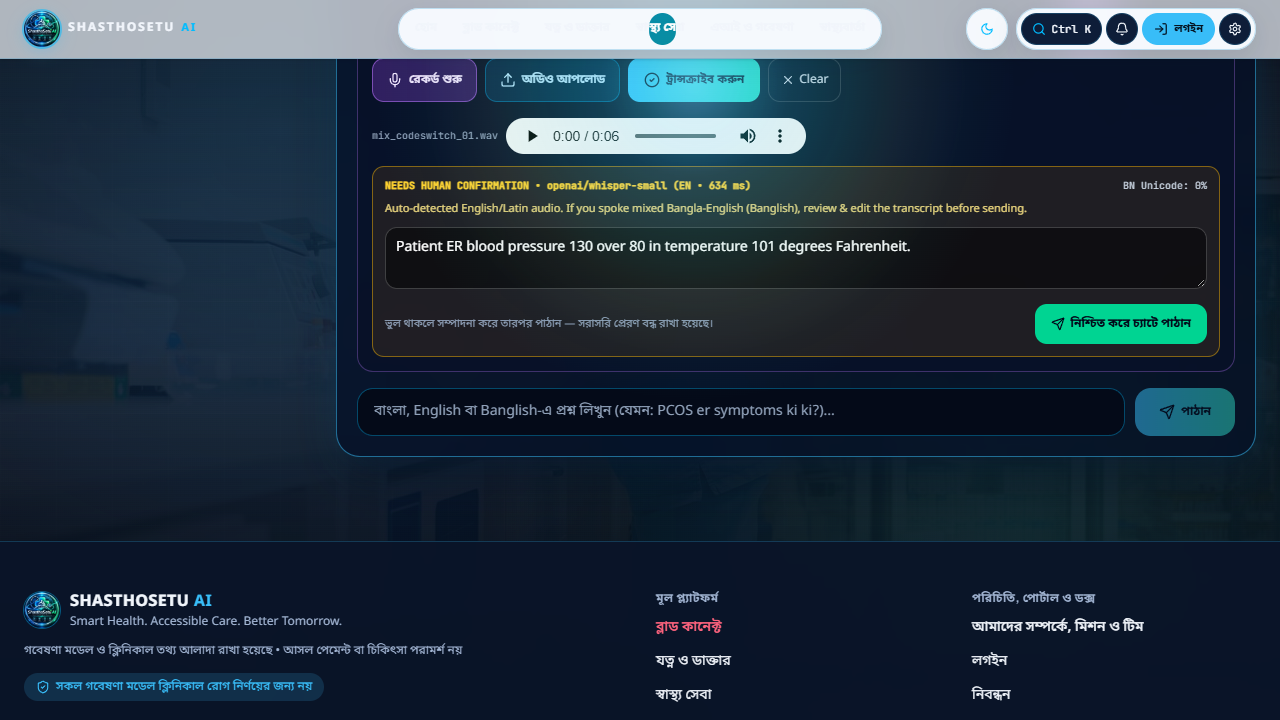 SHASTHOSETU AI
Ctrl K
লগইন
রেকর্ড শুরু
অডিও আপলোড
ট্রান্সক্রাইব করুন
Clear
mix_codeswitch_01.wav
0:00 / 0:06
NEEDS HUMAN CONFIRMATION • openai/whisper-small (EN • 634 ms)
BN Unicode: 0%
Auto-detected English/Latin audio. If you spoke mixed Bangla-English (Banglish), review & edit the transcript before sending.
Patient ER blood pressure 130 over 80 in temperature 101 degrees Fahrenheit.
ভুল থাকলে সম্পাদনা করে তারপর পাঠান — সরাসরি প্রেরণ বন্ধ রাখা হয়েছে।
নিশ্চিত করে চ্যাটে পাঠান
বাংলা, English বা Banglish-এ প্রশ্ন লিখুন (যেমন: PCOS er symptoms ki ki?)...
পাঠান
SHASTHOSETU AI
Smart Health. Accessible Care. Better Tomorrow.
গবেষণা মডেল ও ক্লিনিকাল তথ্য আলাদা রাখা হয়েছে • আসল পেমেন্ট বা চিকিৎসা পরামর্শ নয়
সকল গবেষণা মডেল ক্লিনিকাল রোগ নির্ণয়ের জন্য নয়
মূল প্ল্যাটফর্ম
ব্লাড কানেক্ট
যত্ন ও ডাক্তার
স্বাস্থ্য সেবা
পরিচিতি, পোর্টাল ও ডক্স
আমাদের সম্পর্কে, মিশন ও টিম
লগইন
নিবন্ধন